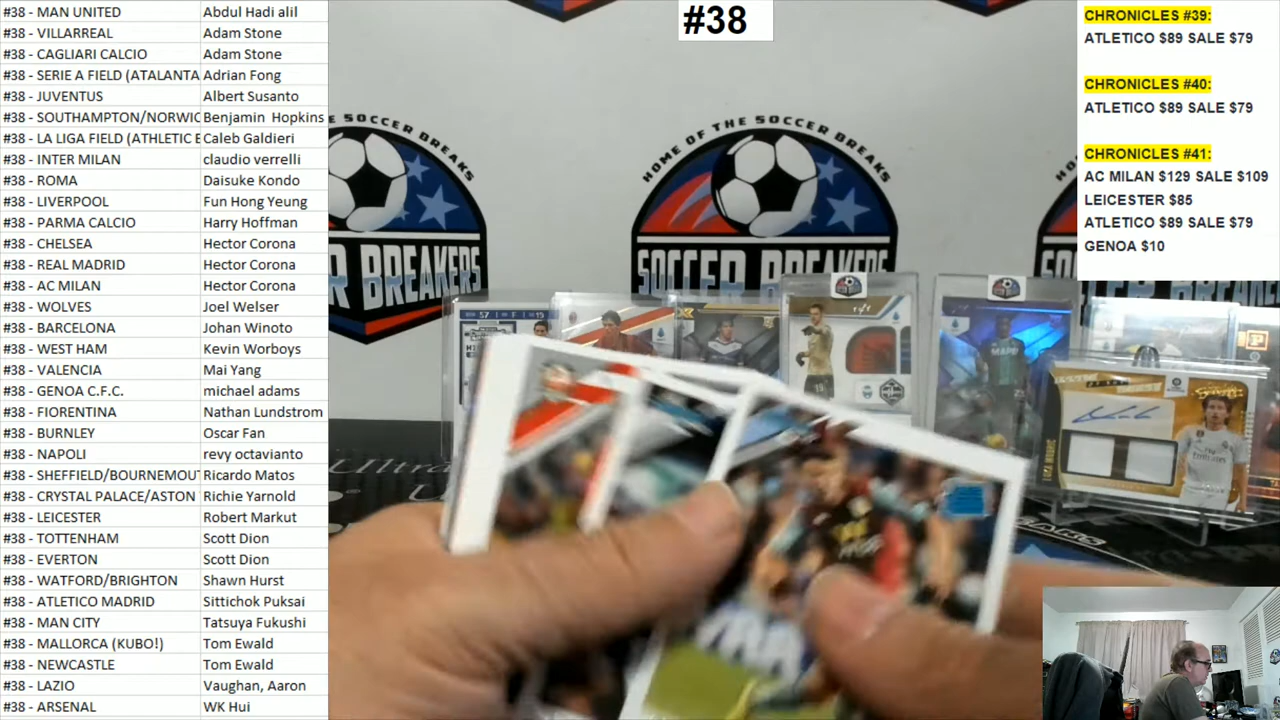 #38 - MAN UNITED Abdul Hadi alil
#38 - VILLARREAL Adam Stone
#38 - CAGLIARI CALCIO Adam Stone
#38 - SERIE A FIELD (ATALANTA Adrian Fong
#38 - JUVENTUS Albert Susanto
#38 - SOUTHAMPTON/NORWIC Benjamin Hopkins
#38 - LA LIGA FIELD (ATHLETIC B Caleb Galdieri
#38 - INTER MILAN claudio verrelli
#38 - ROMA Daisuke Kondo
#38 - LIVERPOOL Fun Hong Yeung
#38 - PARMA CALCIO Harry Hoffman
#38 - CHELSEA Hector Corona
#38 - REAL MADRID Hector Corona
#38 - AC MILAN Hector Corona
#38 - WOLVES Joel Welser
#38 - BARCELONA Johan Winoto
#38 - WEST HAM Kevin Worboys
#38 - VALENCIA Mai Yang
#38 - GENOA C.F.C. michael adams
#38 - FIORENTINA Nathan Lundstrom
#38 - BURNLEY Oscar Fan
#38 - NAPOLI revy octavianto
#38 - SHEFFIELD/BOURNEMOUT Ricardo Matos
#38 - CRYSTAL PALACE/ASTON Richie Yarnold
#38 - LEICESTER Robert Markut
#38 - TOTTENHAM Scott Dion
#38 - EVERTON Scott Dion
#38 - WATFORD/BRIGHTON Shawn Hurst
#38 - ATLETICO MADRID Sittichok Puksai
#38 - MAN CITY Tatsuya Fukushi
#38 - MALLORCA (KUBO!) Tom Ewald
#38 - NEWCASTLE Tom Ewald
#38 - LAZIO Vaughan, Aaron
#38 - ARSENAL WK Hui
#38
E SOCCER BREAKS
R BREAKERS
HOME OF THE SOCCER BREAKS
SOCCER BREAKERS
CHRONICLES #39:
ATLETICO $89 SALE $79
CHRONICLES #40:
ATLETICO $89 SALE $79
CHRONICLES #41:
AC MILAN $129 SALE $109
LEICESTER $85
ATLETICO $89 SALE $79
GENOA $10